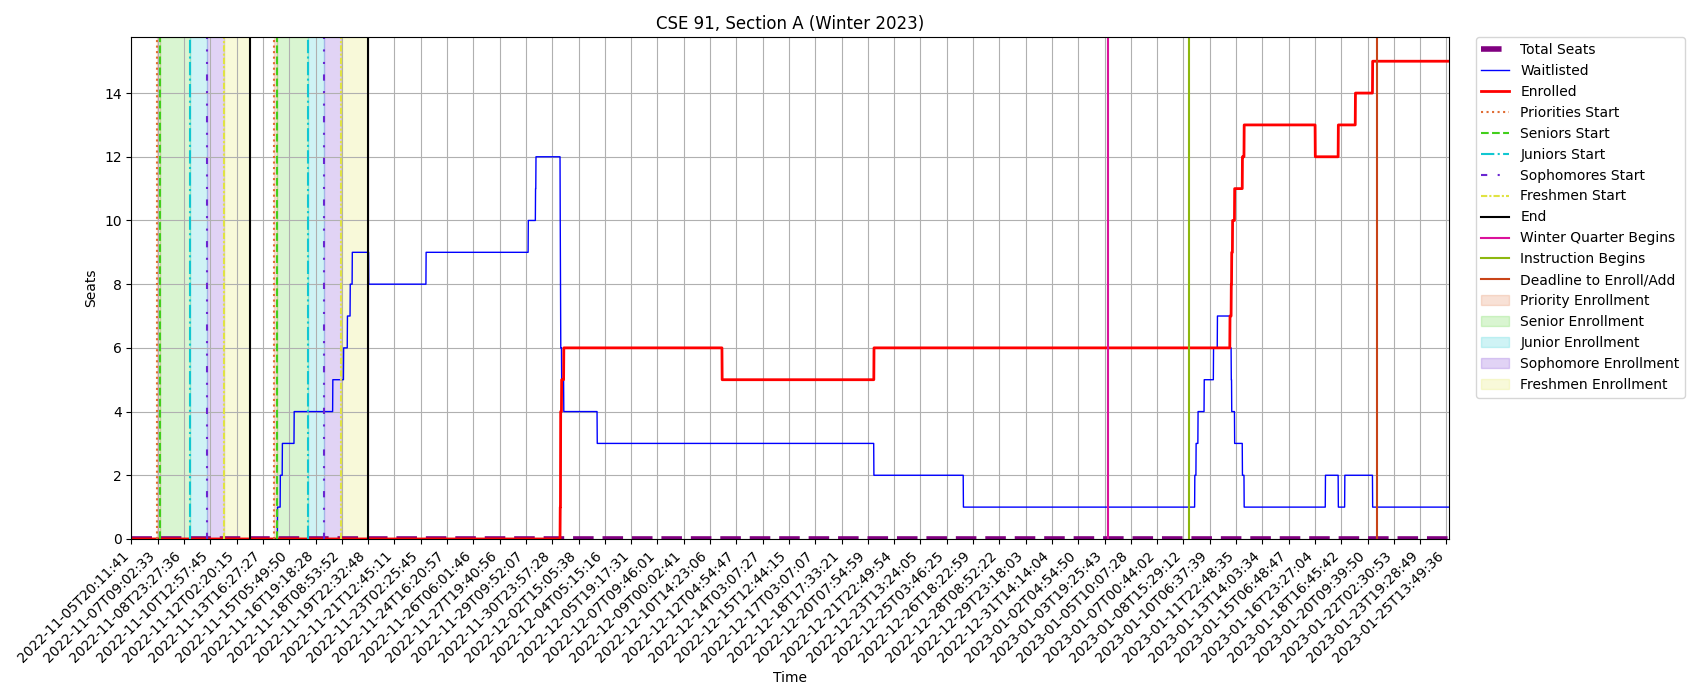 CSE 91, Section A (Winter 2023)
Seats
14
12
10
8
6
4
2
0
2022-11-05T20:11:41
2022-11-07T09:02:33
2022-11-08T23:27:36
2022-11-10T12:57:45
2022-11-12T02:20:15
2022-11-13T16:27:27
2022-11-15T05:49:50
2022-11-16T19:18:28
2022-11-18T08:53:52
2022-11-19T22:32:48
2022-11-21T12:45:11
2022-11-23T02:25:45
2022-11-24T16:20:57
2022-11-26T06:01:46
2022-11-27T19:40:56
2022-11-29T09:52:07
2022-11-30T23:57:28
2022-12-02T15:05:38
2022-12-04T05:15:16
2022-12-05T19:17:31
2022-12-07T09:46:01
2022-12-09T00:02:41
2022-12-10T14:23:06
2022-12-12T04:54:47
2022-12-14T03:07:27
2022-12-15T12:44:15
2022-12-17T03:07:07
2022-12-18T17:33:21
2022-12-20T07:54:59
2022-12-21T22:49:54
2022-12-23T13:24:05
2022-12-25T03:46:23
2022-12-26T18:22:59
2022-12-28T08:52:22
2022-12-29T23:18:03
2022-12-31T14:14:04
2023-01-02T04:54:50
2023-01-03T19:25:43
2023-01-05T10:07:28
2023-01-07T00:44:02
2023-01-08T15:29:12
2023-01-10T06:37:39
2023-01-11T22:48:35
2023-01-13T14:03:34
2023-01-15T06:48:47
2023-01-16T23:27:04
2023-01-18T16:45:42
2023-01-20T09:39:50
2023-01-22T02:30:53
2023-01-23T19:28:49
2023-01-25T13:49:36
Time
Total Seats
Waitlisted
Enrolled
Priorities Start
Seniors Start
Juniors Start
Sophomores Start
Freshmen Start
End
Winter Quarter Begins
Instruction Begins
Deadline to Enroll/Add
Priority Enrollment
Senior Enrollment
Junior Enrollment
Sophomore Enrollment
Freshmen Enrollment